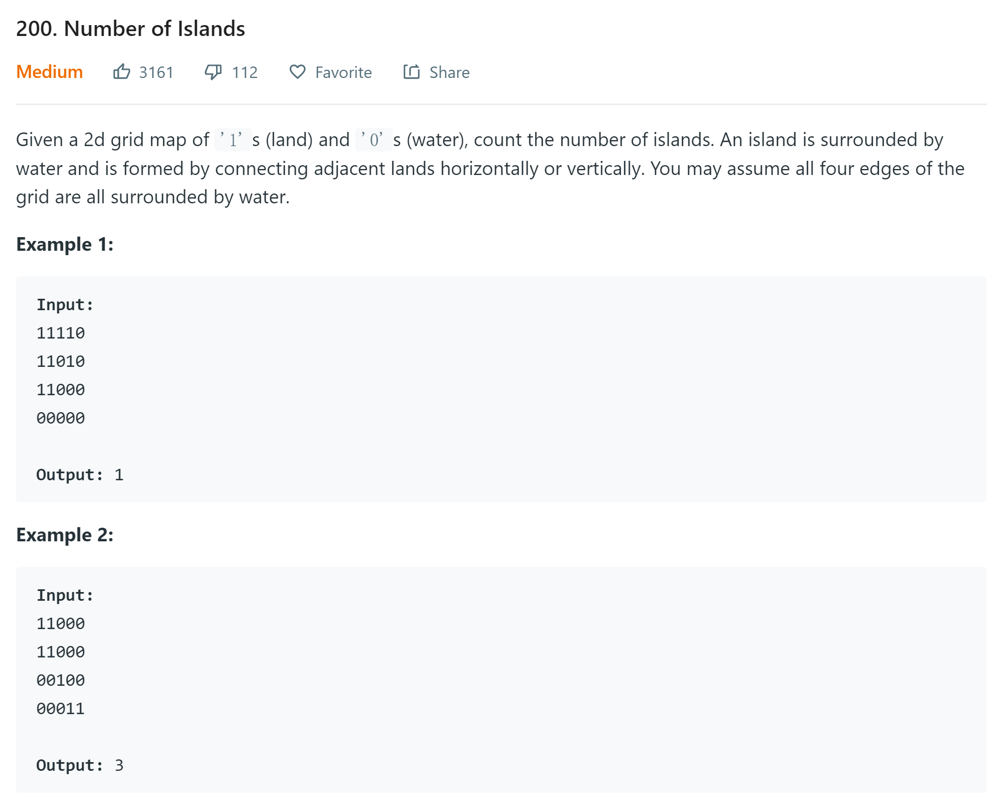 200. Number of Islands
Medium 3161 112 Favorite Share
Given a 2d grid map of '1's (land) and '0's (water), count the number of islands. An island is surrounded by
water and is formed by connecting adjacent lands horizontally or vertically. You may assume all four edges of the
grid are all surrounded by water.
Example 1:
Input:
11110
11010
11000
00000
Output: 1
Example 2:
Input:
11000
11000
00100
00011
Output: 3